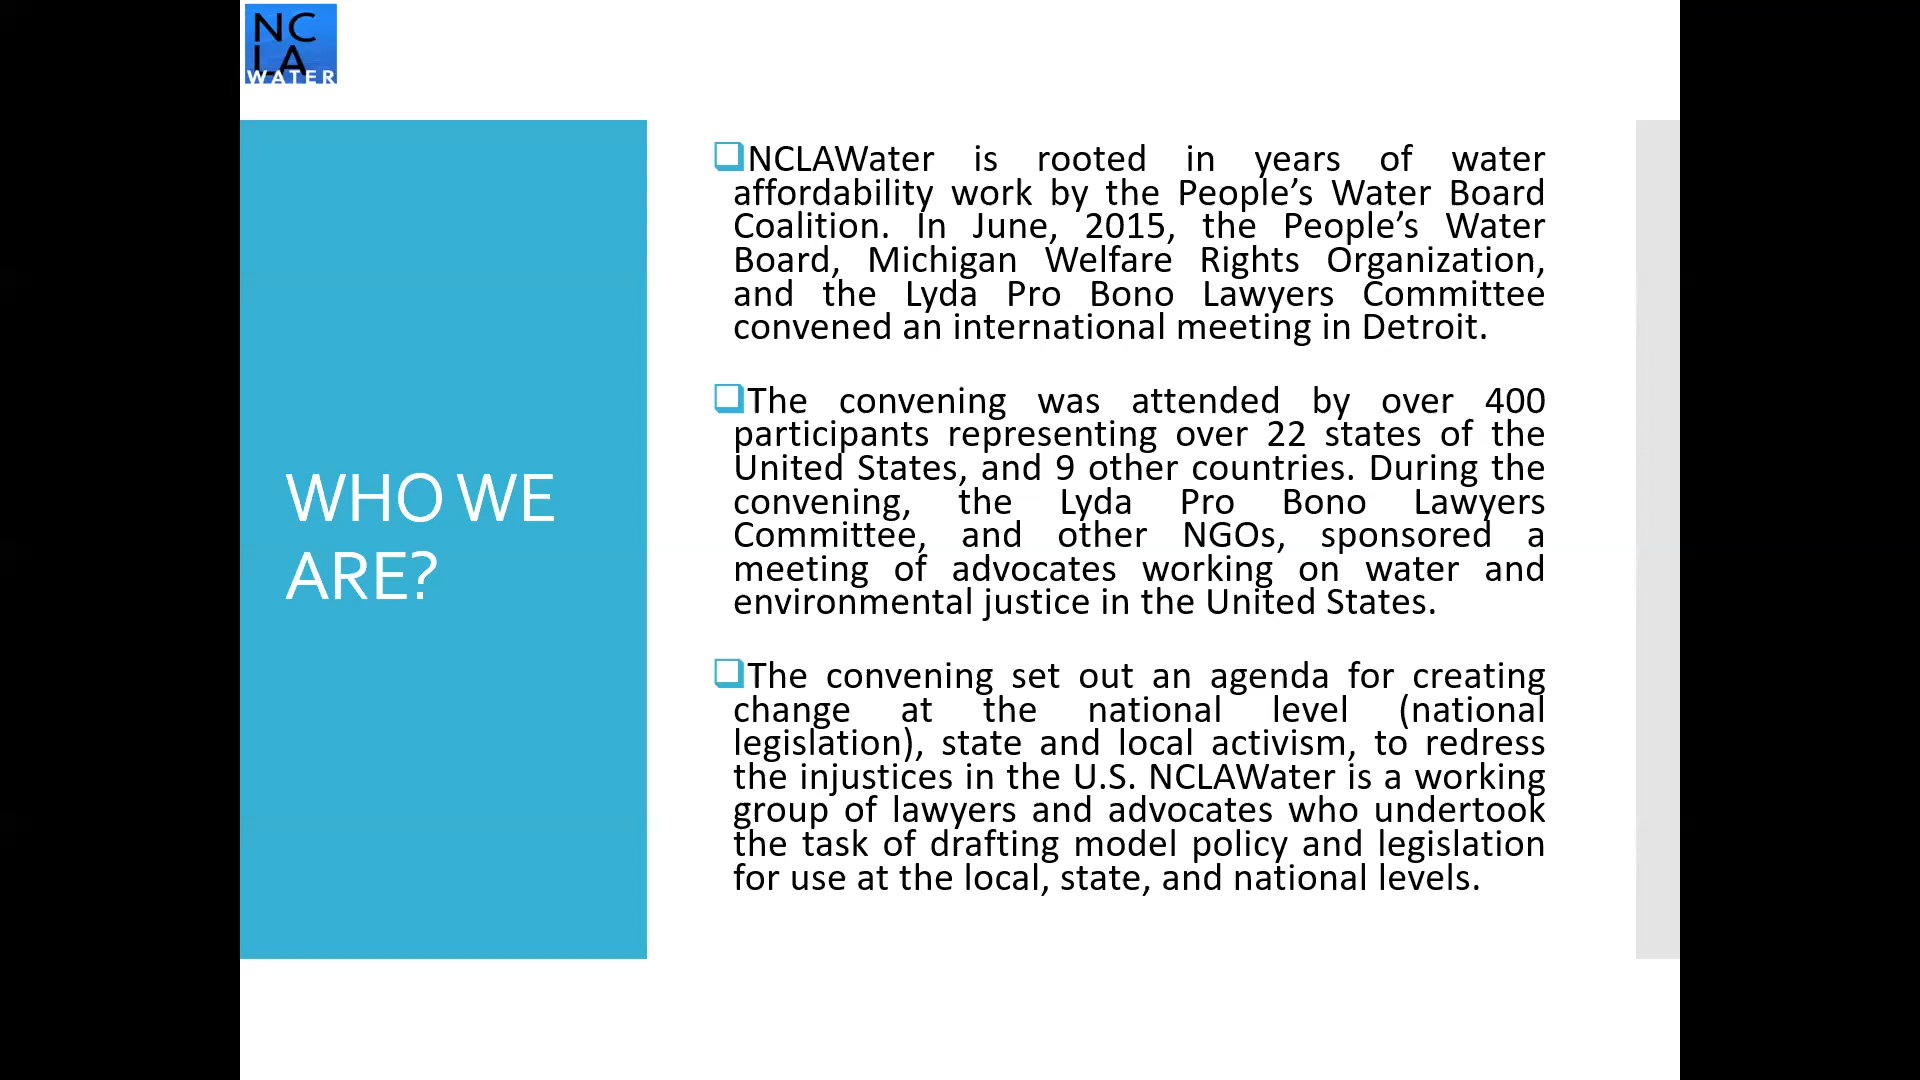 NC
LA
WATER
WHO WE
ARE?
NCLAWater is rooted in years of water
affordability work by the People’s Water Board
Coalition. In June, 2015, the People’s Water
Board, Michigan Welfare Rights Organization,
and the Lyda Pro Bono Lawyers Committee
convened an international meeting in Detroit.
The convening was attended by over 400
participants representing over 22 states of the
United States, and 9 other countries. During the
convening, the Lyda Pro Bono Lawyers
Committee, and other NGOs, sponsored a
meeting of advocates working on water and
environmental justice in the United States.
The convening set out an agenda for creating
change at the national level (national
legislation), state and local activism, to redress
the injustices in the U.S. NCLAWater is a working
group of lawyers and advocates who undertook
the task of drafting model policy and legislation
for use at the local, state, and national levels.